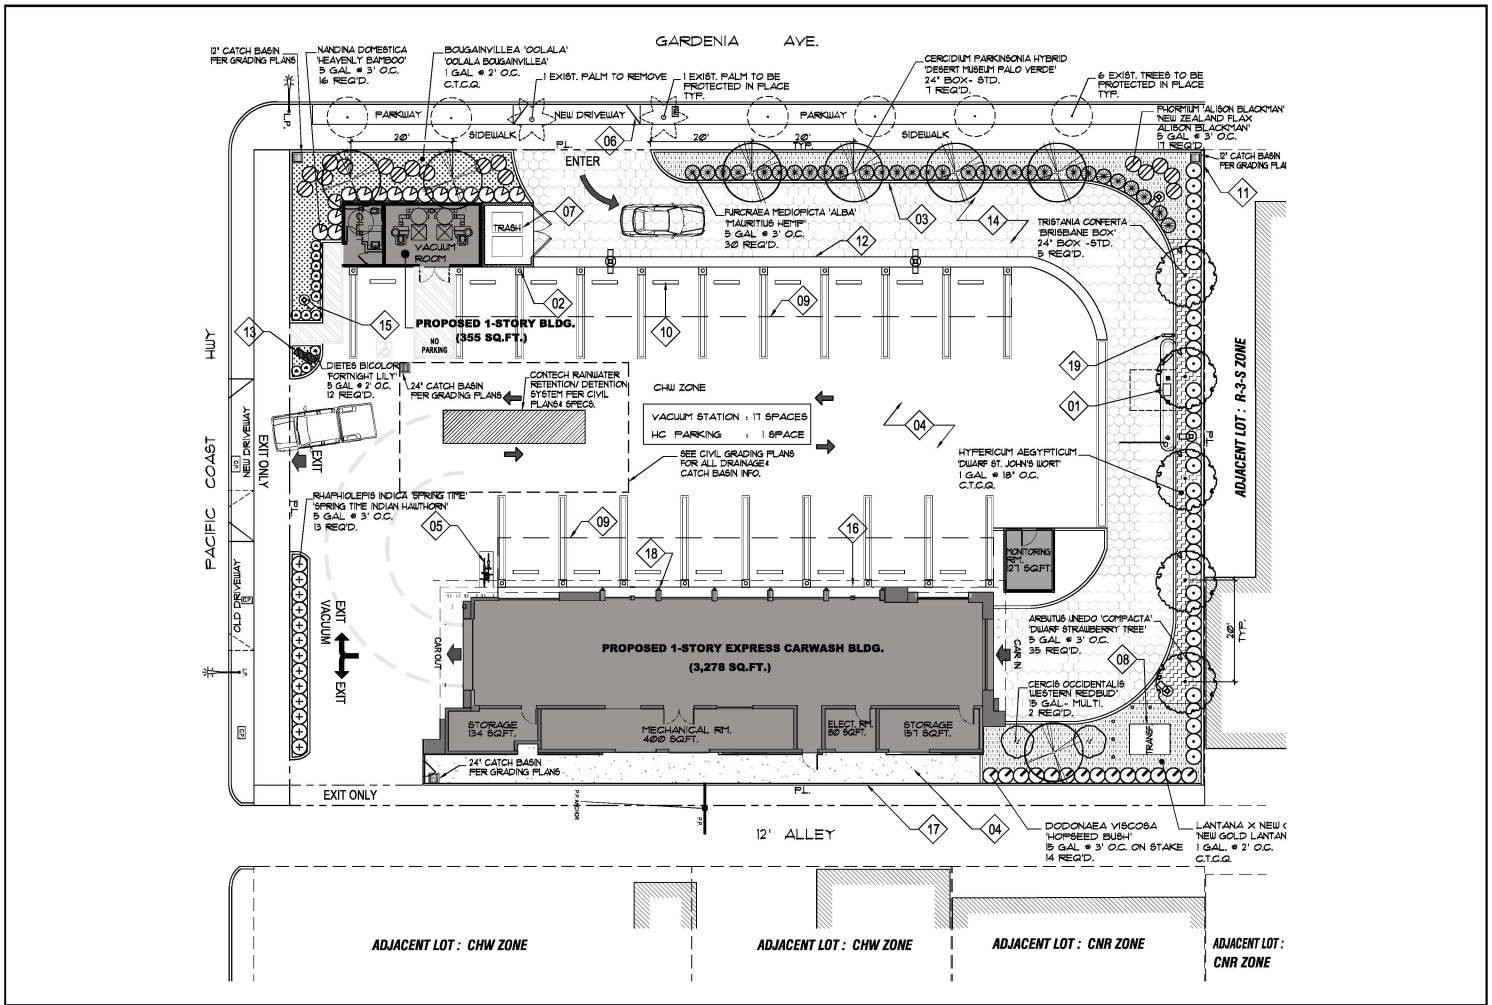 GARDENIA AVE.
12" CATCH BASIN
PER GRADING PLANS
NANDINA DOMESTICA
'HEAVENLY BAMBOO'
5 GAL @ 3' O.C.
16 REQ'D.
BOUGAINVILLEA 'OOLALA'
'OOLALA BOUGAINVILLEA'
1 GAL @ 2' O.C.
C.T.C.Q.
1 EXIST. PALM TO REMOVE
1 EXIST. PALM TO BE
PROTECTED IN PLACE
TYP.
CERCIDIUM PARKINSONIA HYBRID
'DESERT MUSEUM PALO VERDE'
24" BOX- STD.
7 REQ'D.
6 EXIST. TREES TO BE
PROTECTED IN PLACE
TYP.
PHORMIUM 'ALISON BLACKMAN'
'NEW ZEALAND FLAX
ALISON BLACKMAN'
5 GAL @ 3' O.C.
17 REQ'D.
12" CATCH BASIN
PER GRADING PLA
L.P.
PARKWAY
NEW DRIVEWAY
PARKWAY
SIDEWALK
SIDEWALK
20'
20'
20'
TYP.
06
P.L.
ENTER
11
07
TRASH
VACUUM
ROOM
FURCRAEA MEDIOPICTA 'ALBA'
'MAURITIUS HEMP'
5 GAL @ 3' O.C.
30 REQ'D.
03
14
12
TRISTANIA CONFERTA
'BRISBANE BOX'
24" BOX -STD.
5 REQ'D.
02
09
10
15
13
PROPOSED 1-STORY BLDG.
(355 SQ.FT.)
NO
PARKING
DIETES BICOLOR
'FORTNIGHT LILY'
5 GAL @ 2' O.C.
12 REQ'D.
24" CATCH BASIN
PER GRADING PLANS
CONTECH RAINWATER
RETENTION/ DETENTION
SYSTEM PER CIVIL
PLANS & SPECS.
CHW ZONE
VACUUM STATION : 17 SPACES
HC PARKING : 1 SPACE
SEE CIVIL GRADING PLANS
FOR ALL DRAINAGE &
CATCH BASIN INFO.
04
19
01
P.L.
ADJACENT LOT : R-3-S ZONE
HYPERICUM AEGYPTICUM
'DWARF ST. JOHN'S WORT'
1 GAL @ 18" O.C.
C.T.C.Q.
PACIFIC COAST HWY
NEW DRIVEWAY
EXIT ONLY
EXIT
P.L.
OLD DRIVEWAY
RHAPHIOLEPIS INDICA 'SPRING TIME'
'SPRING TIME INDIAN HAWTHORN'
5 GAL @ 3' O.C.
13 REQ'D.
05
09
18
16
MONITORING
RM.
127 SQ.FT.
EXIT
VACUUM
EXIT
CAR OUT
CAR IN
PROPOSED 1-STORY EXPRESS CARWASH BLDG.
(3,278 SQ.FT.)
ARBUTUS UNEDO 'COMPACTA'
'DWARF STRAWBERRY TREE'
5 GAL @ 3' O.C.
35 REQ'D.
20'
TYP.
08
CERCIS OCCIDENTALIS
'WESTERN REDBUD'
15 GAL- MULTI.
2 REQ'D.
TRANSF
STORAGE
134 SQ.FT.
MECHANICAL RM.
400 SQ.FT.
ELECT. RM.
80 SQ.FT.
STORAGE
157 SQ.FT.
24" CATCH BASIN
PER GRADING PLANS
EXIT ONLY
P.P. ANCHOR
P.P.
P.L.
12' ALLEY
17
04
DODONAEA VISCOSA
'HOPSEED BUSH'
15 GAL @ 3' O.C. ON STAKE
14 REQ'D.
LANTANA X NEW
'NEW GOLD LANTAN
1 GAL. @ 2' O.C.
C.T.C.Q.
ADJACENT LOT : CHW ZONE
ADJACENT LOT : CHW ZONE
ADJACENT LOT : CNR ZONE
ADJACENT LOT :
CNR ZONE